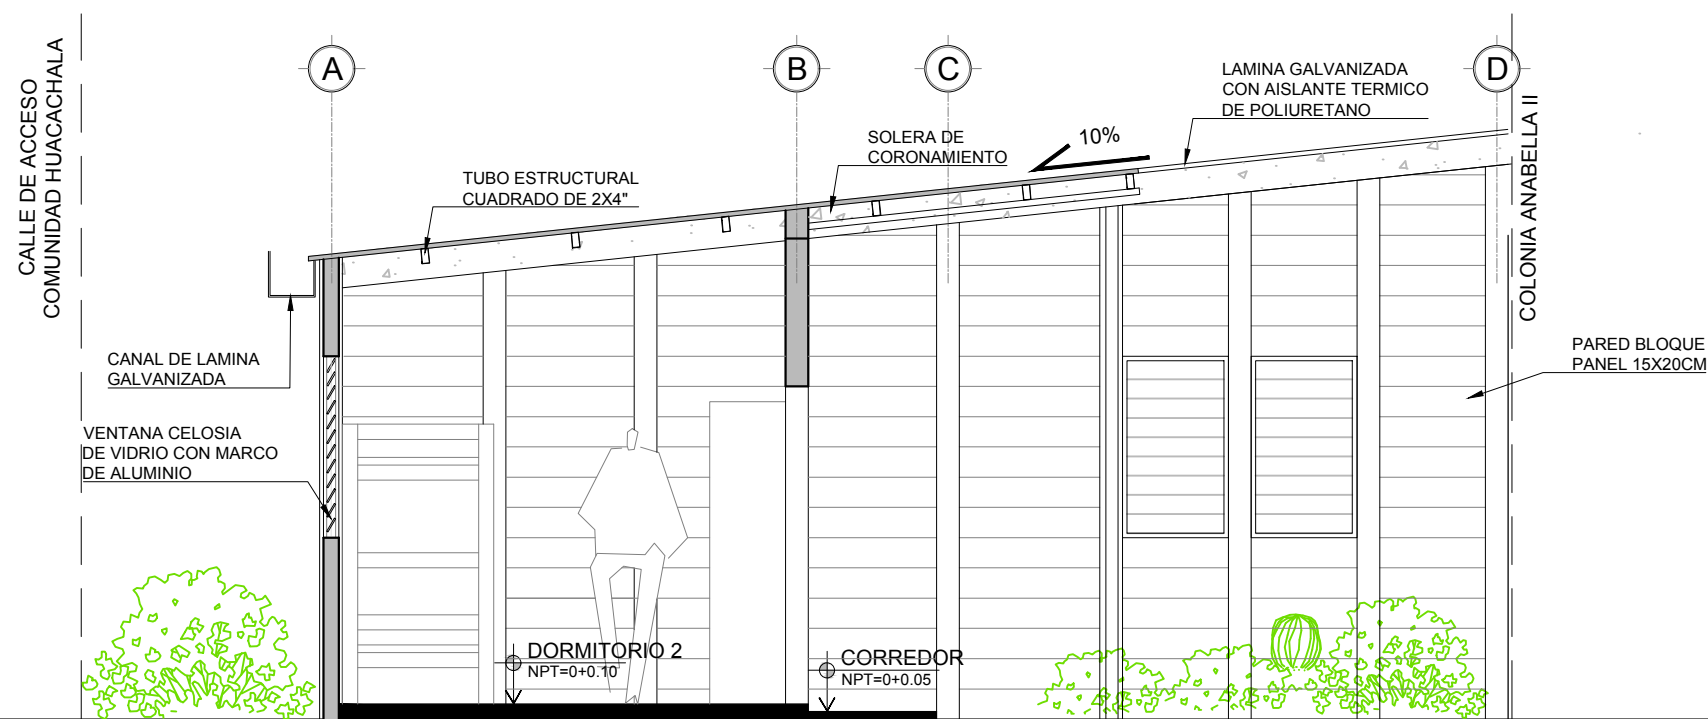 CALLE DE ACCESO
COMUNIDAD HUACACHALA
A
B
C
D
LAMINA GALVANIZADA
CON AISLANTE TERMICO
DE POLIURETANO
10%
SOLERA DE
CORONAMIENTO
TUBO ESTRUCTURAL
CUADRADO DE 2X4"
COLONIA ANABELLA II
CANAL DE LAMINA
GALVANIZADA
PARED BLOQUE
PANEL 15X20CM
VENTANA CELOSIA
DE VIDRIO CON MARCO
DE ALUMINIO
DORMITORIO 2
NPT=0+0.10
CORREDOR
NPT=0+0.05